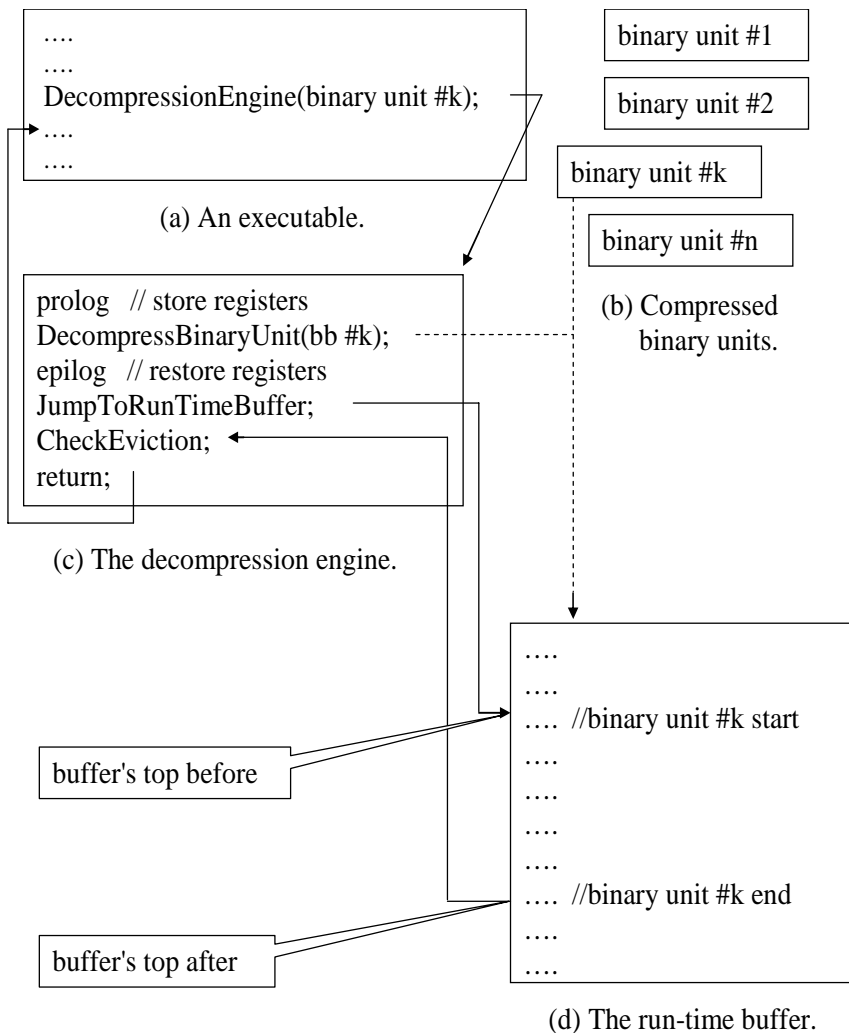 ....
....
DecompressionEngine(binary unit #k);
....
....
(a) An executable.
binary unit #1
binary unit #2
binary unit #k
binary unit #n
(b) Compressed
binary units.
prolog // store registers
DecompressBinaryUnit(bb #k);
epilog // restore registers
JumpToRunTimeBuffer;
CheckEviction;
return;
(c) The decompression engine.
....
....
.... //binary unit #k start
....
....
....
....
.... //binary unit #k end
....
....
buffer's top before
buffer's top after
(d) The run-time buffer.